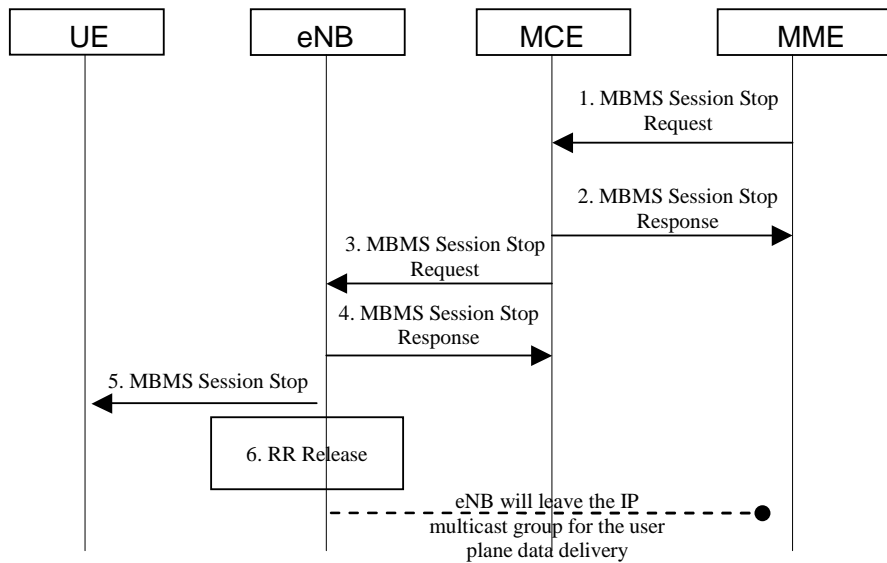 UE
eNB
MCE
MME
1. MBMS Session Stop
Request
2. MBMS Session Stop
Response
3. MBMS Session Stop
Request
4. MBMS Session Stop
Response
5. MBMS Session Stop
6. RR Release
eNB will leave the IP
multicast group for the user
plane data delivery